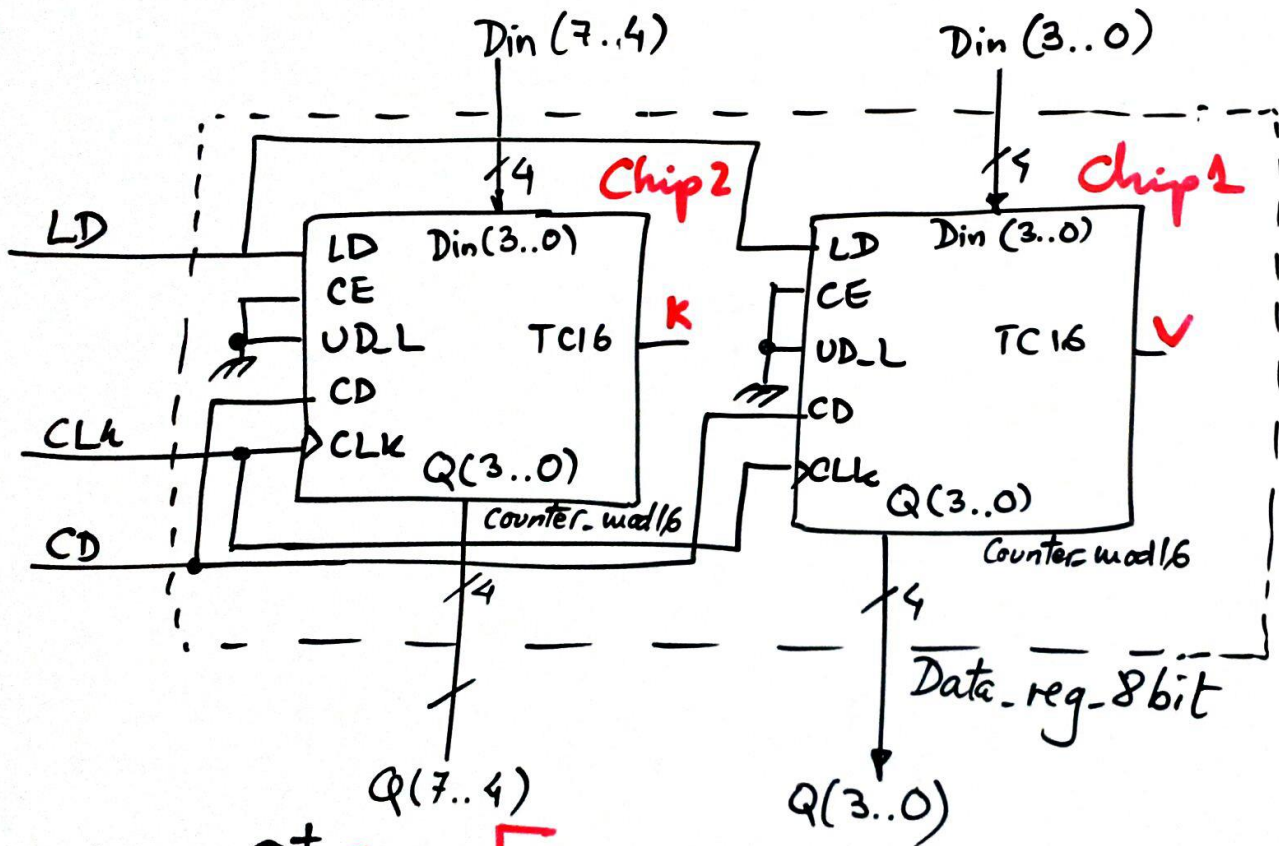 Din (7..4)
Din (3..0)
4
Chip2
4
Chip1
LD
LD
Din(3..0)
CE
UD_L
TC16
K
CD
CLK
Q(3..0)
Counter_mod16
LD
Din (3..0)
CE
UD_L
TC16
V
CD
CLK
Q(3..0)
Counter_mod16
CLK
CD
4
4
Data_reg_8bit
Q(7..4)
Q(3..0)